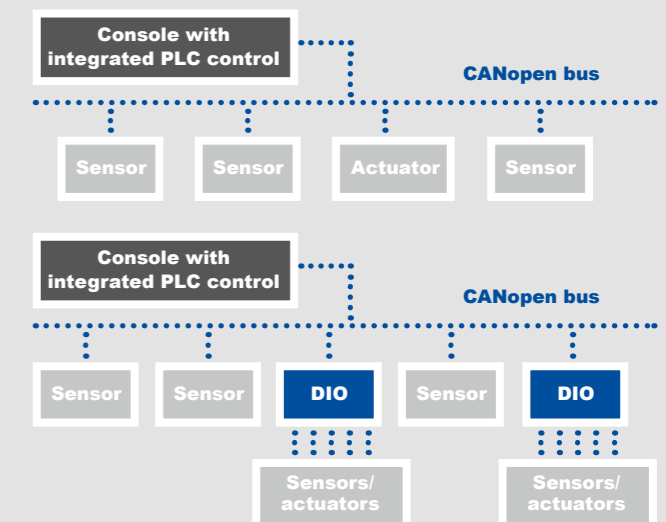 Console with
integrated PLC control
CANopen bus
Sensor
Sensor
Actuator
Sensor
Console with
integrated PLC control
CANopen bus
Sensor
Sensor
DIO
Sensor
DIO
Sensors/
actuators
Sensors/
actuators